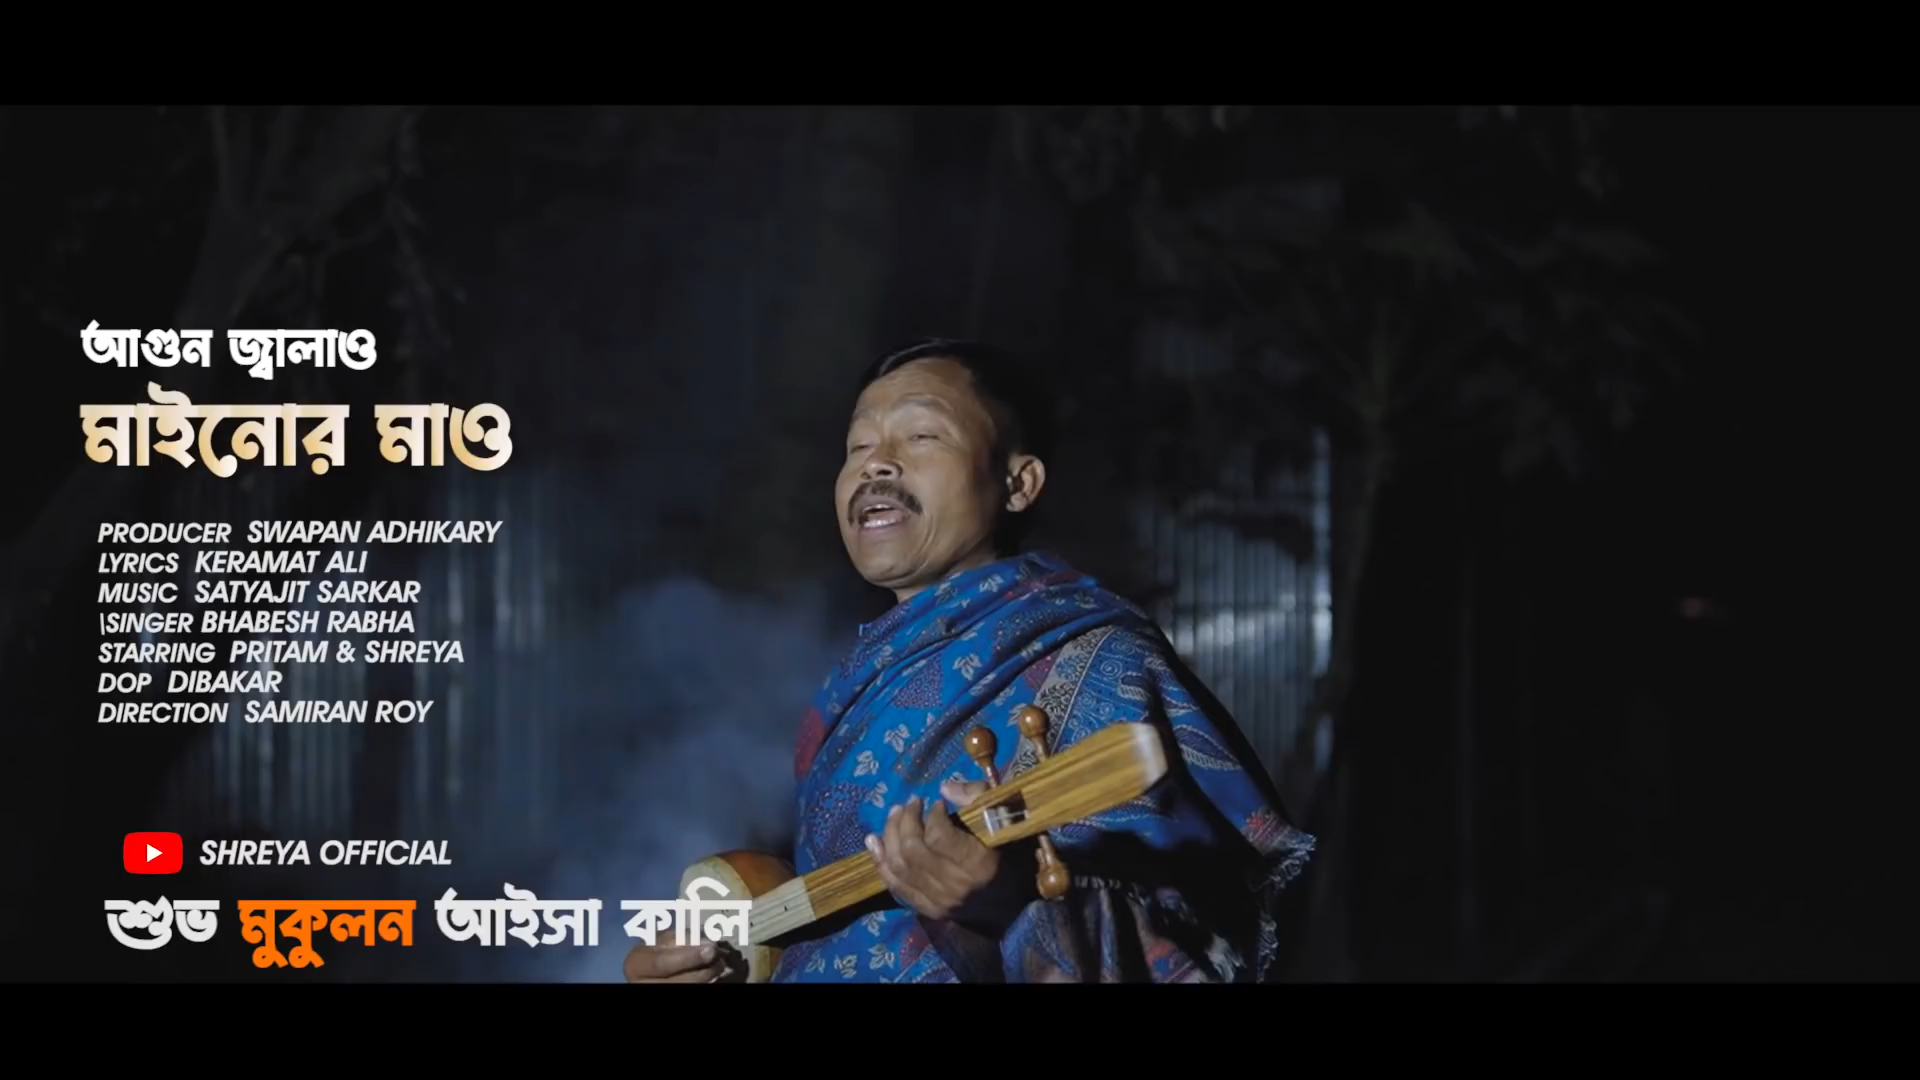 আগুন জ্বালাও
মাইনোর মাও
PRODUCER SWAPAN ADHIKARY
LYRICS KERAMAT ALI
MUSIC SATYAJIT SARKAR
\SINGER BHABESH RABHA
STARRING PRITAM & SHREYA
DOP DIBAKAR
DIRECTION SAMIRAN ROY
SHREYA OFFICIAL
শুভ মুকুলন আইসা কালি